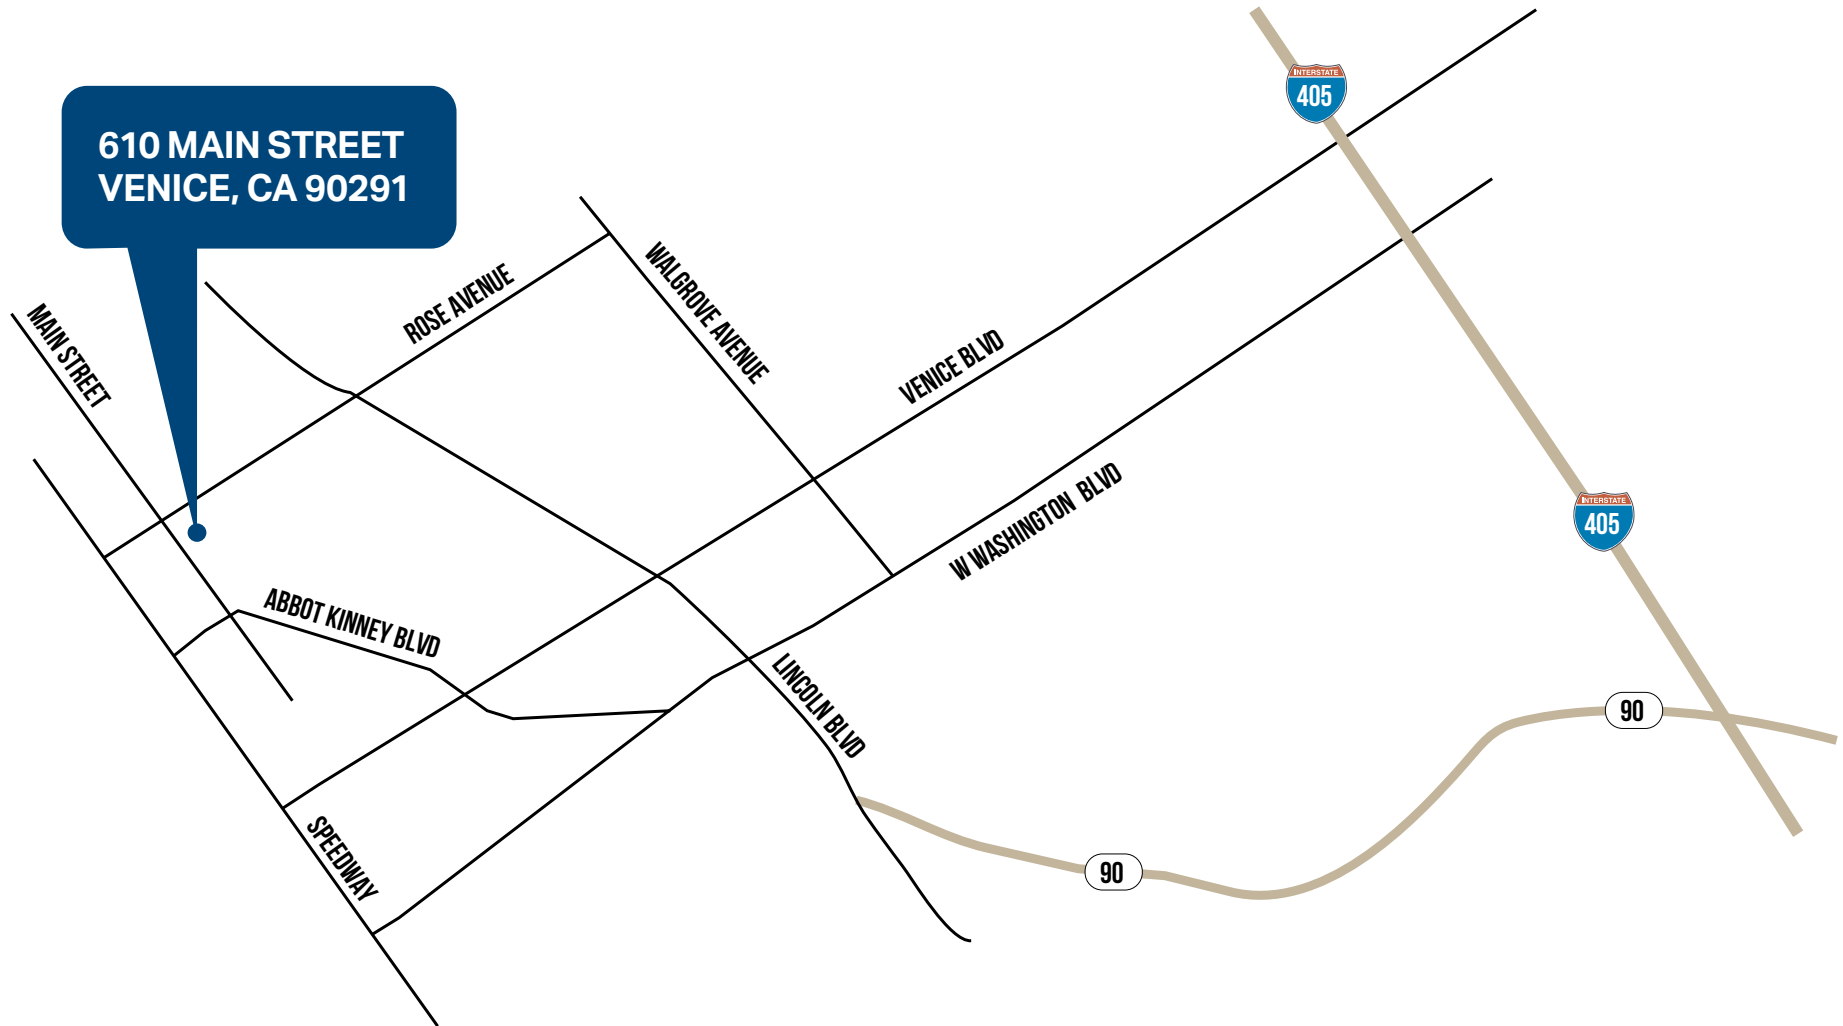 610 MAIN STREET
VENICE, CA 90291
INTERSTATE
405
MAIN STREET
ROSE AVENUE
WALGROVE AVENUE
VENICE BLVD
W WASHINGTON BLVD
INTERSTATE
405
ABBOT KINNEY BLVD
LINCOLN BLVD
90
SPEEDWAY
90